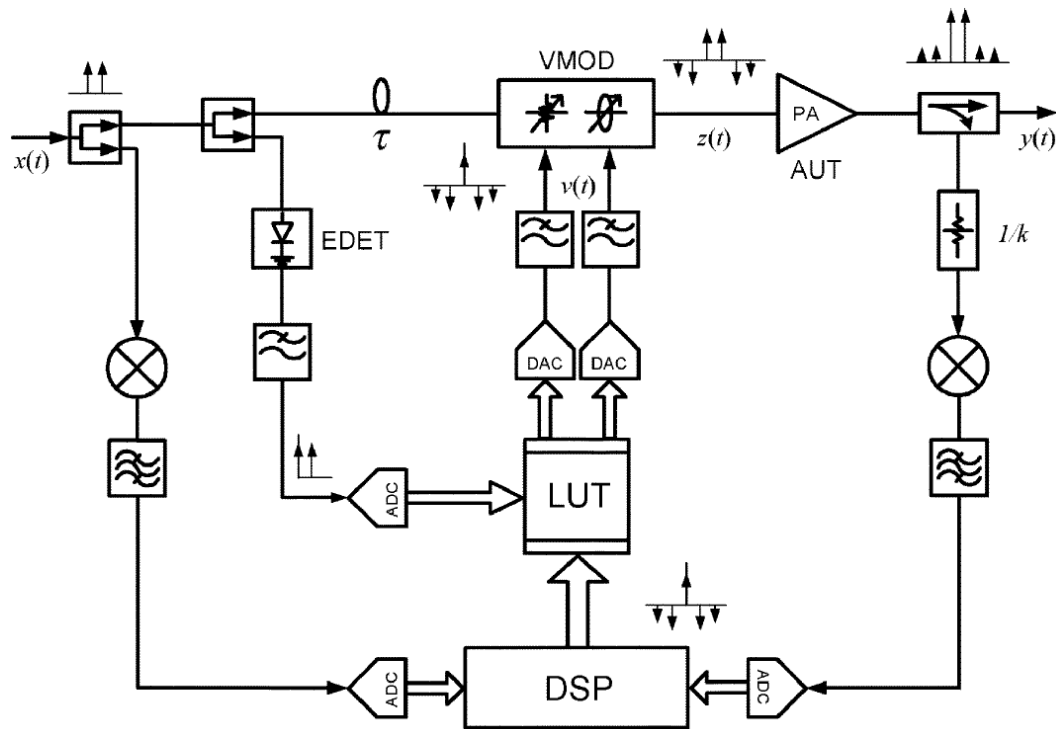 VMOD
x(t)
τ
z(t)
PA
AUT
y(t)
v(t)
EDET
1/k
DAC
DAC
ADC
LUT
ADC
DSP
ADC